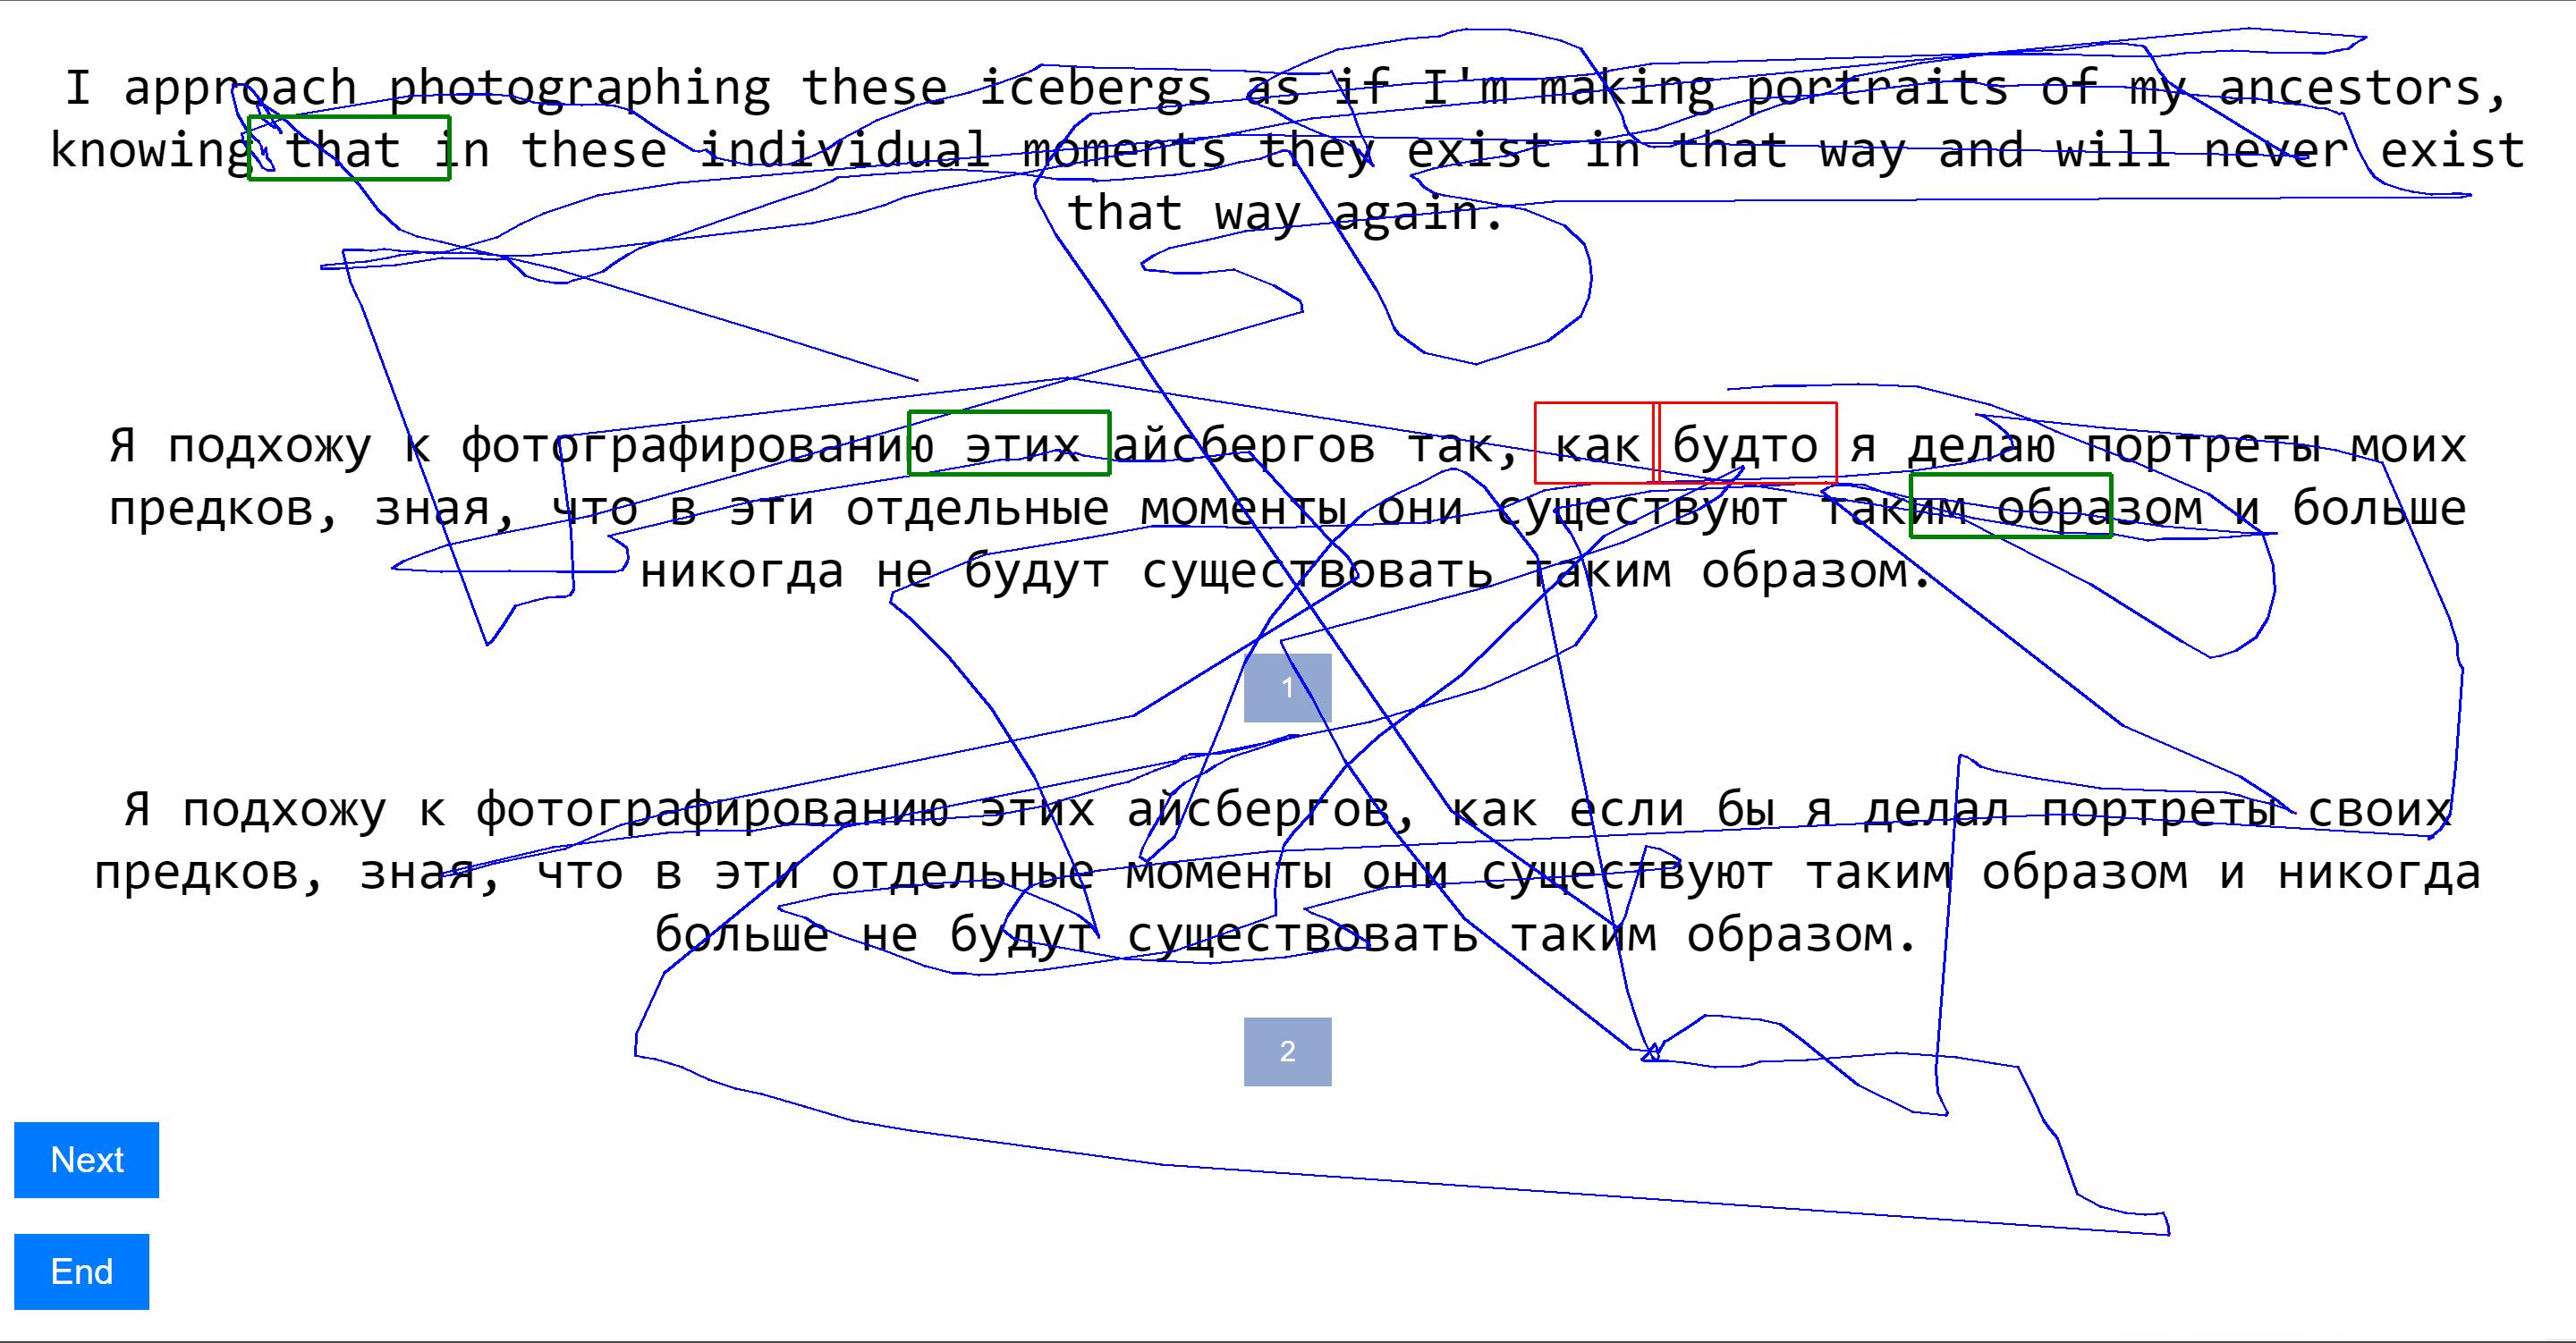 I approach photographing these icebergs as if I'm making portraits of my ancestors,
knowing that in these individual moments they exist in that way and will never exist
that way again.
Я подхожу к фотографированию этих айсбергов так, как будто я делаю портреты моих
предков, зная, что в эти отдельные моменты они существуют таким образом и больше
никогда не будут существовать таким образом.
1
Я подхожу к фотографированию этих айсбергов, как если бы я делал портреты своих
предков, зная, что в эти отдельные моменты они существуют таким образом и никогда
больше не будут существовать таким образом.
2
Next
End